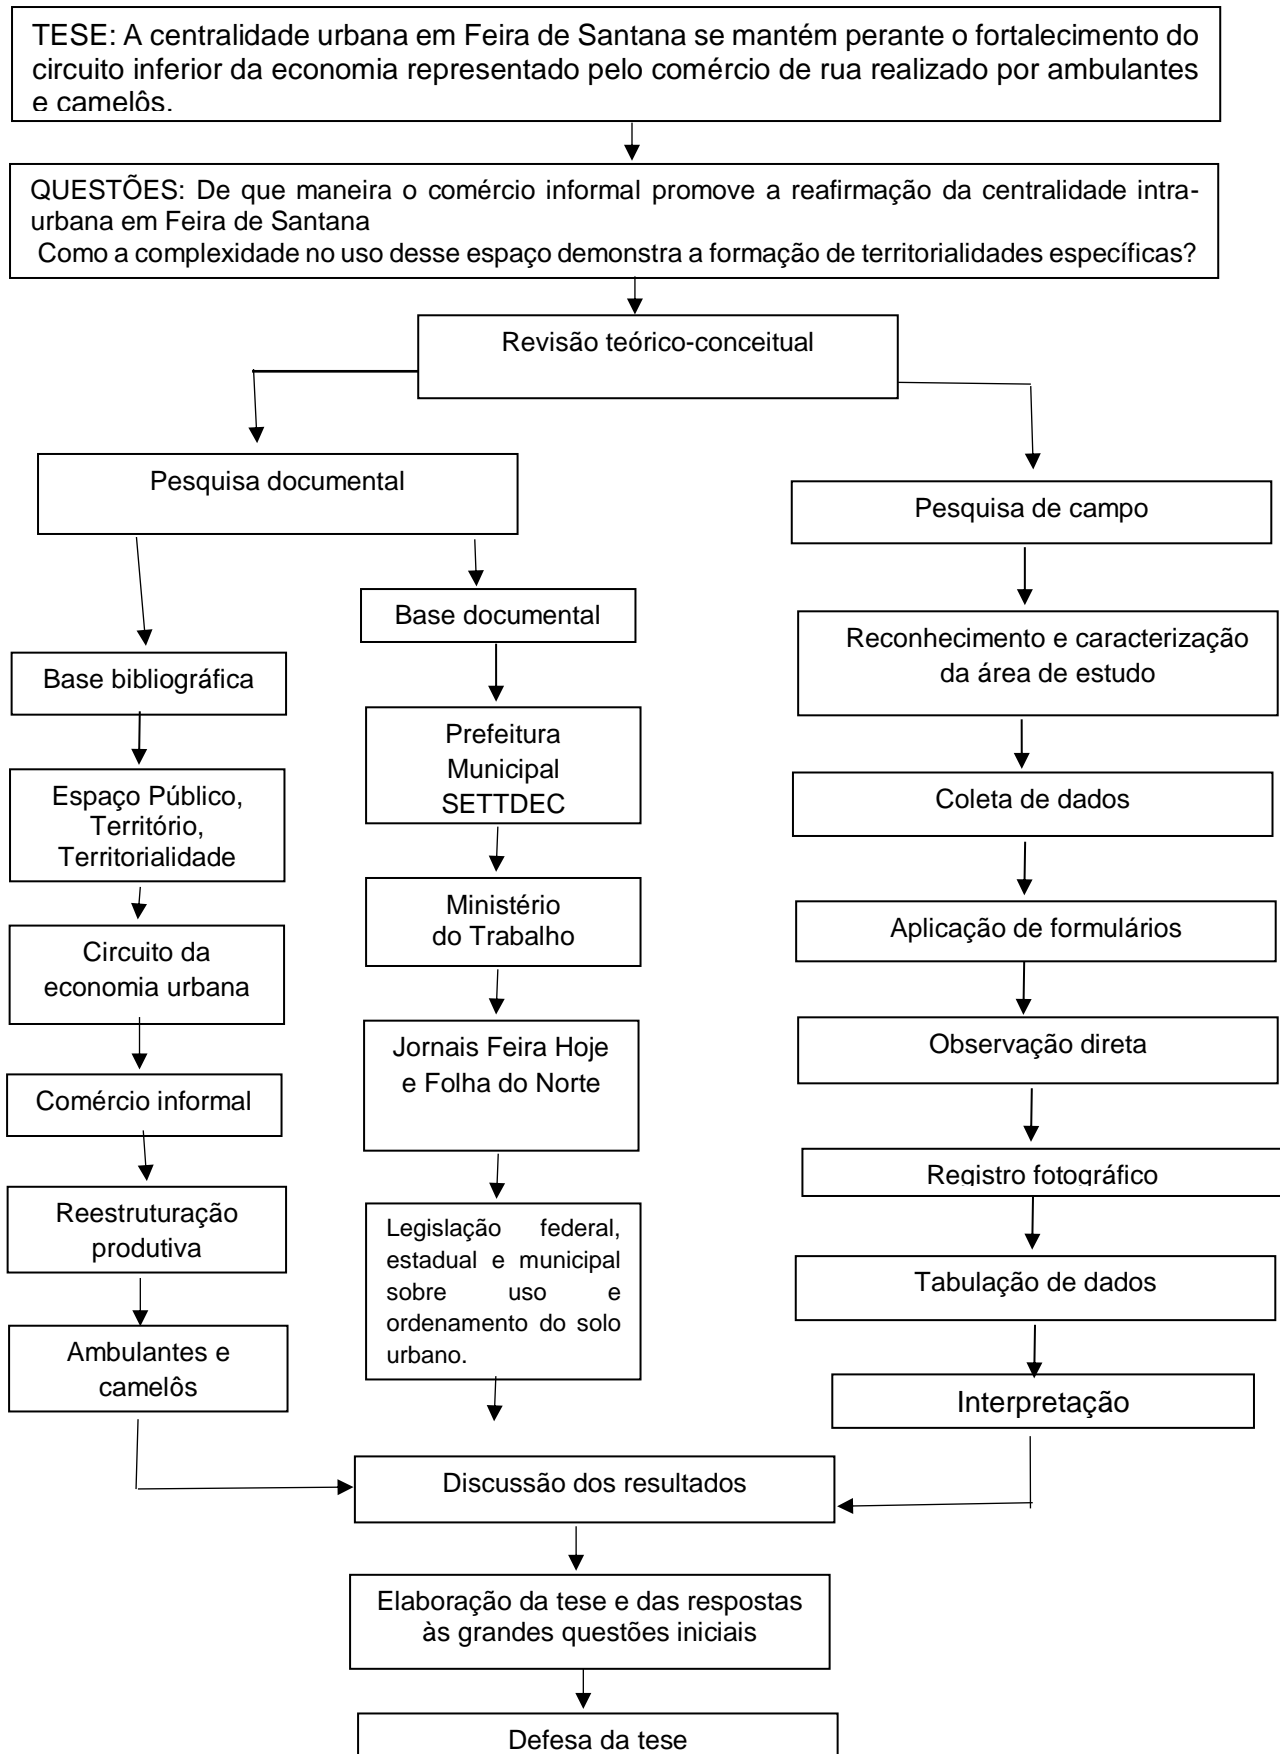 TESE: A centralidade urbana em Feira de Santana se mantém perante o fortalecimento do
circuito inferior da economia representado pelo comércio de rua realizado por ambulantes
e camelôs.
QUESTÕES: De que maneira o comércio informal promove a reafirmação da centralidade intra-
urbana em Feira de Santana
Como a complexidade no uso desse espaço demonstra a formação de territorialidades específicas?
Revisão teórico-conceitual
Pesquisa documental
Base bibliográfica
Espaço Público,
Território,
Territorialidade
Circuito da
economia urbana
Comércio informal
Reestruturação
produtiva
Ambulantes e
camelôs
Base documental
Prefeitura
Municipal
SETTDEC
Ministério
do Trabalho
Jornais Feira Hoje
e Folha do Norte
Legislação federal,
estadual e municipal
sobre uso e
ordenamento do solo
urbano.
Pesquisa de campo
Reconhecimento e caracterização
da área de estudo
Coleta de dados
Aplicação de formulários
Observação direta
Registro fotográfico
Tabulação de dados
Interpretação
Discussão dos resultados
Elaboração da tese e das respostas
às grandes questões iniciais
Defesa da tese